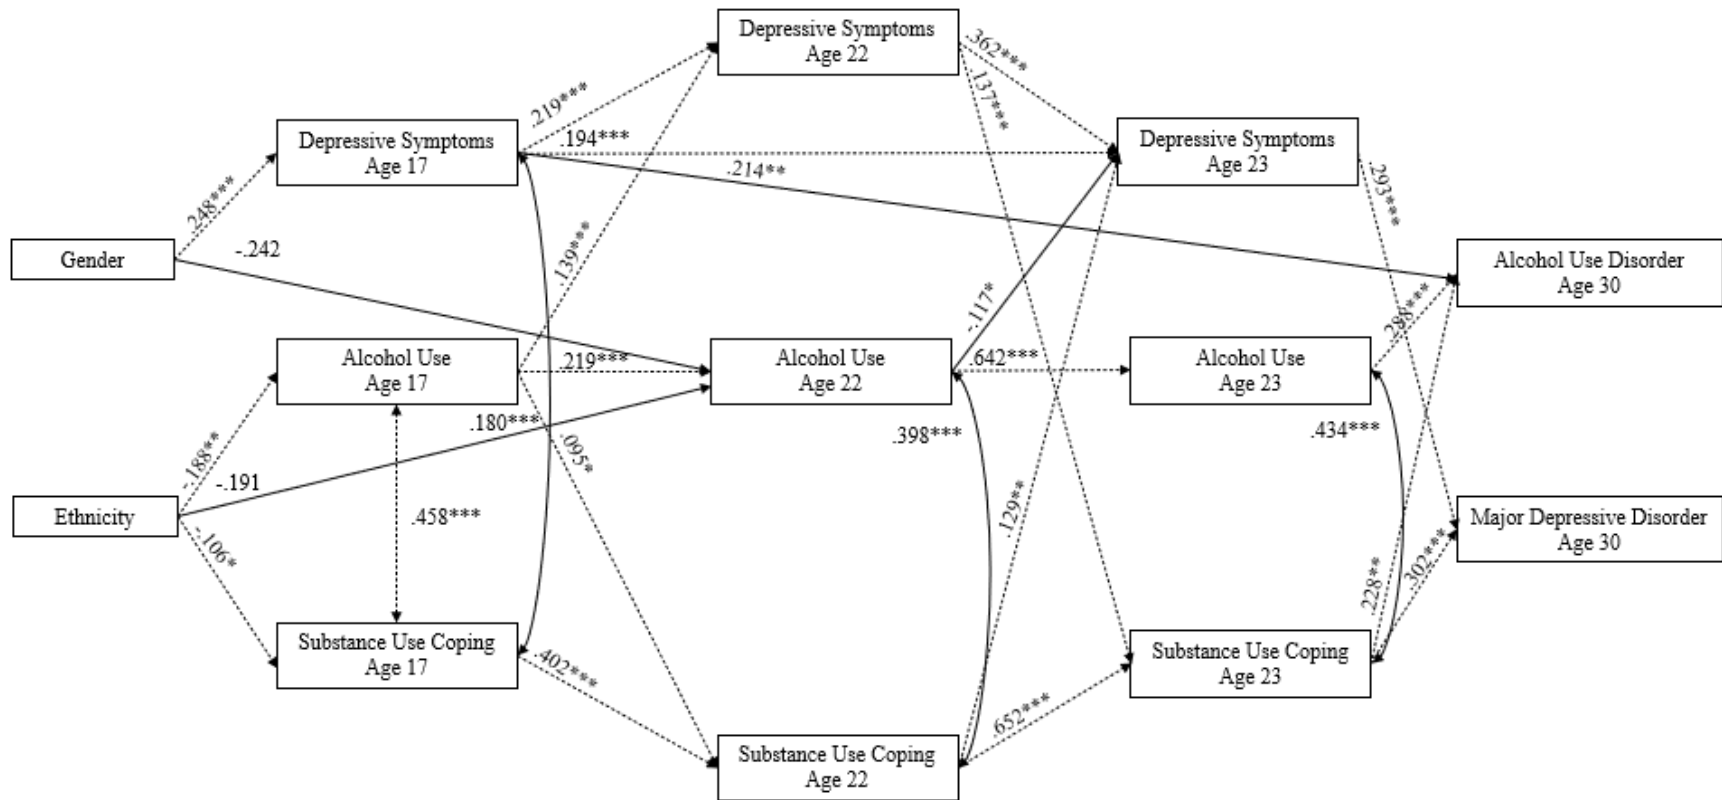 Depressive Symptoms
Age 22
.362***
.137***
.219***
Depressive Symptoms
Age 17
.194***
.214**
Depressive Symptoms
Age 23
.293***
.248***
Gender
-.242
.139***
Alcohol Use Disorder
Age 30
Alcohol Use
Age 17
.219***
Alcohol Use
Age 22
-.117*
.642***
Alcohol Use
Age 23
.288***
-.188**
.180***
.095*
.398***
.434***
-.191
Ethnicity
-.106*
.458***
.129**
Major Depressive Disorder
Age 30
.228**
.302***
Substance Use Coping
Age 17
.402***
Substance Use Coping
Age 23
.652***
Substance Use Coping
Age 22